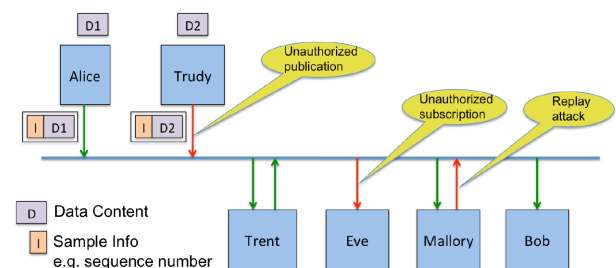 D1
D2
Alice
Trudy
Unauthorized
publication
I D1
I D2
Unauthorized
subscription
Replay
attack
D Data Content
I Sample Info
e.g. sequence number
Trent
Eve
Mallory
Bob